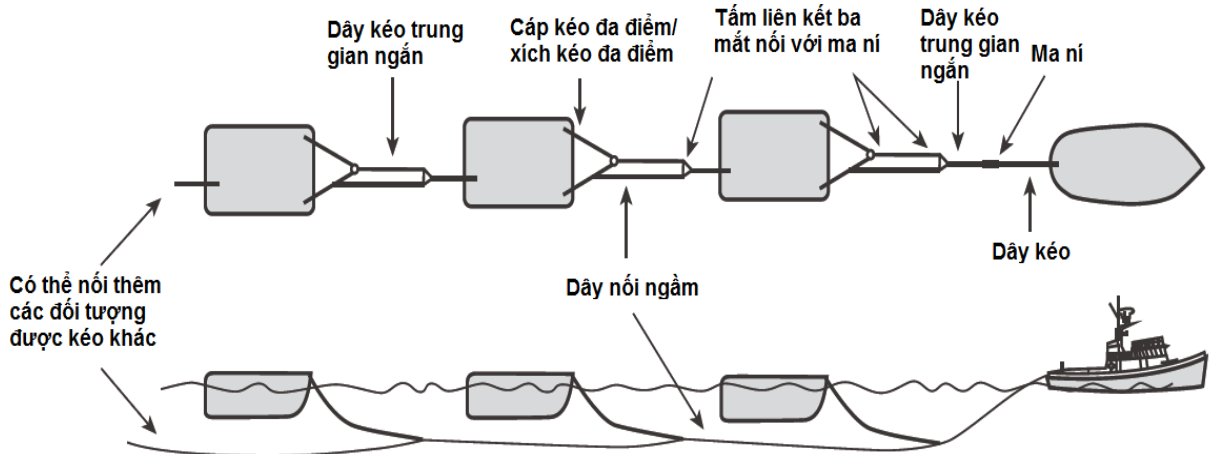 Dây kéo trung
gian ngắn
Cáp kéo đa điểm/
xích kéo đa điểm
Tấm liên kết ba
mắt nối với ma ní
Dây kéo
trung gian
ngắn
Ma ní
Dây kéo
Có thể nối thêm
các đối tượng
được kéo khác
Dây nối ngầm